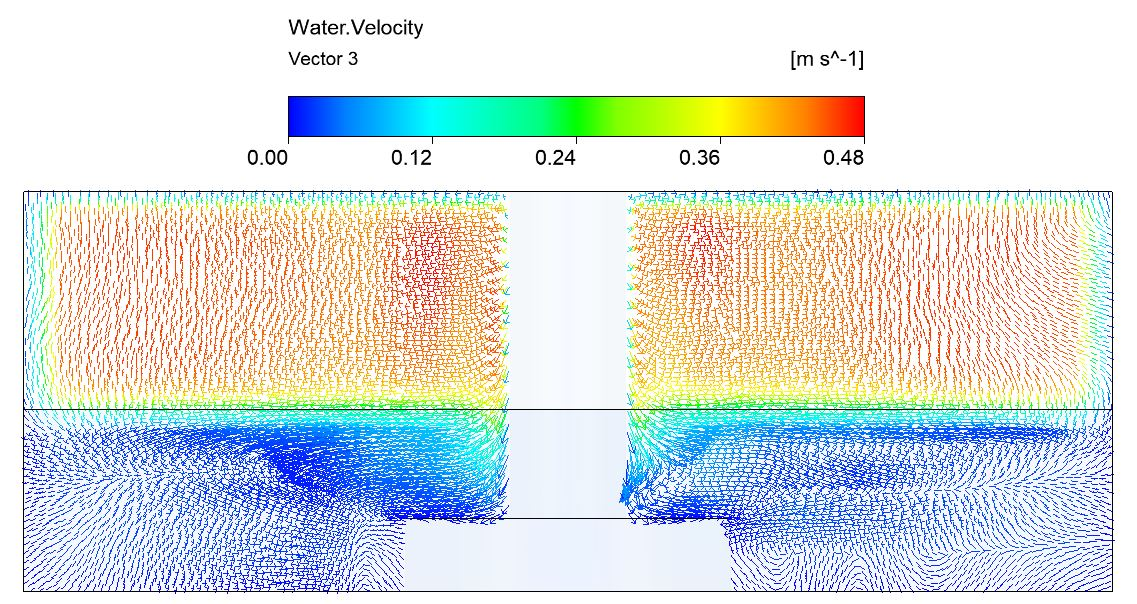 Water.Velocity
Vector 3
[m s^-1]
0.00 0.12 0.24 0.36 0.48